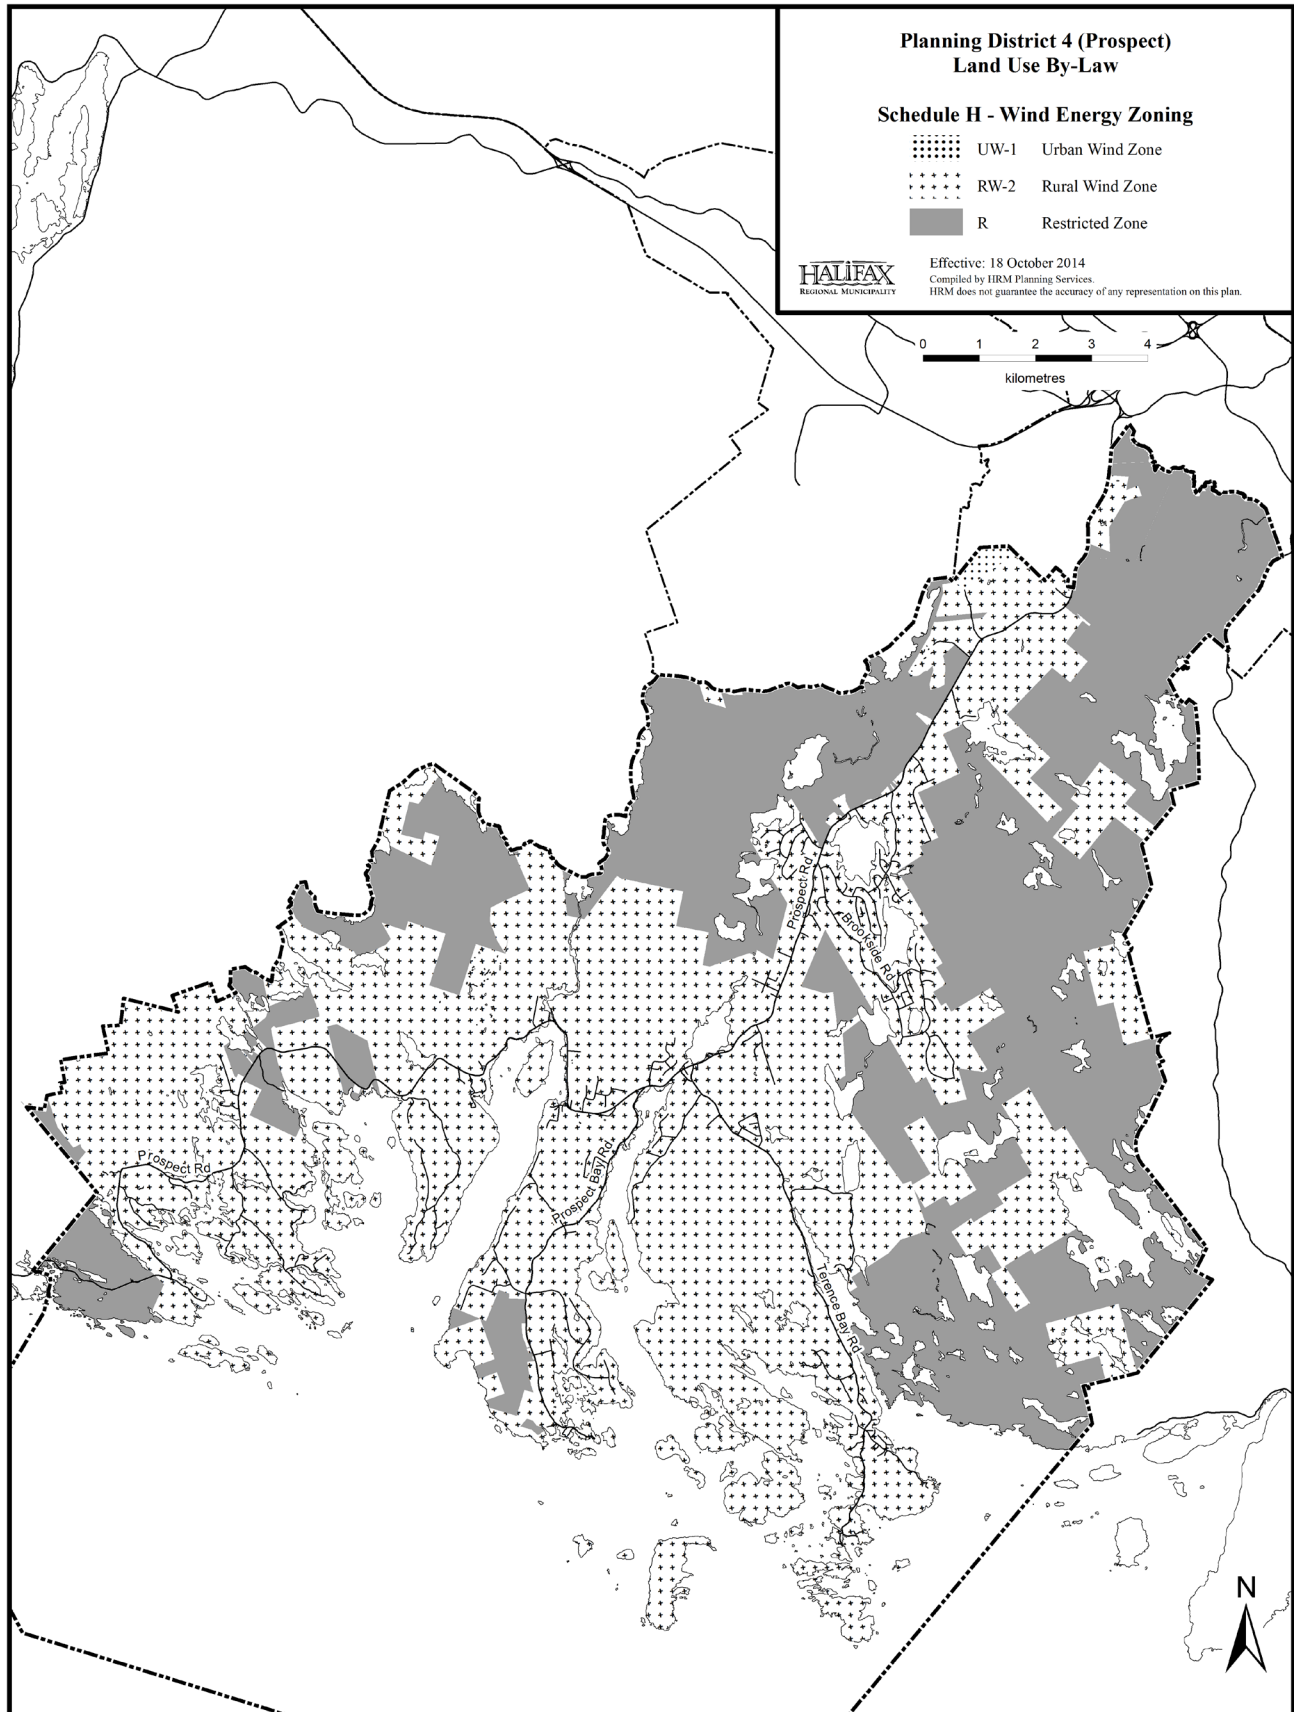 Planning District 4 (Prospect)
Land Use By-Law
Schedule H - Wind Energy Zoning
UW-1 Urban Wind Zone
RW-2 Rural Wind Zone
R Restricted Zone
HALIFAX
REGIONAL MUNICIPALITY
Effective: 18 October 2014
Compiled by HRM Planning Services.
HRM does not guarantee the accuracy of any representation on this plan.
0 1 2 3 4
kilometres
Prospect Rd
Brookside Rd
Prospect Rd
Prospect Bay Rd
Terence Bay Rd
N